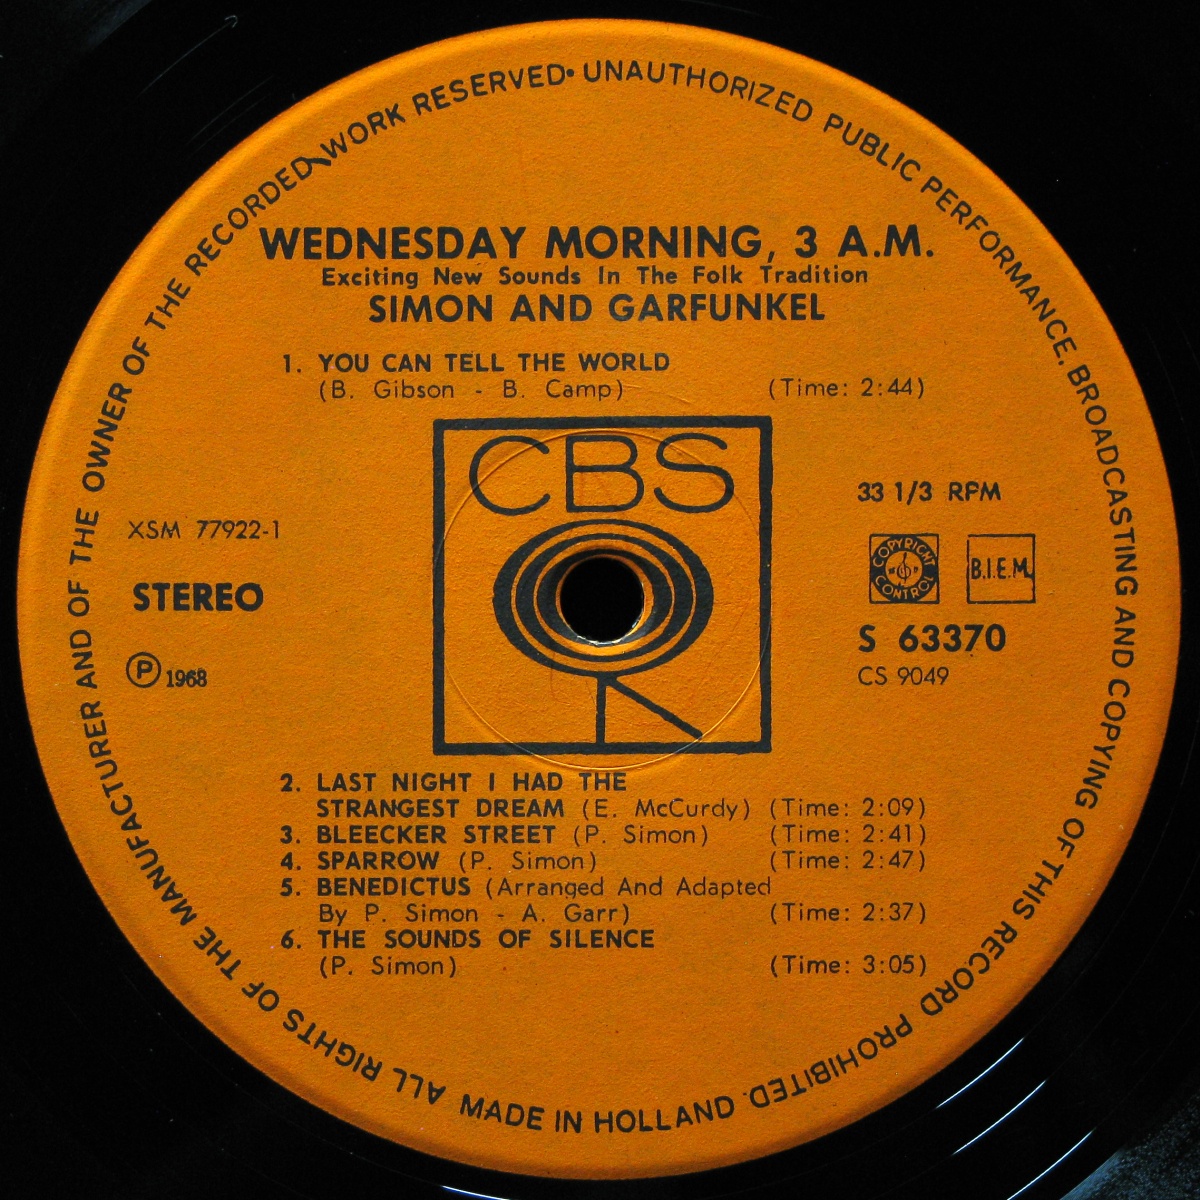 ALL RIGHTS OF THE MANUFACTURER AND OF THE OWNER OF THE RECORDED WORK RESERVED • UNAUTHORIZED PUBLIC PERFORMANCE, BROADCASTING AND COPYING OF THIS RECORD PROHIBITED.
WEDNESDAY MORNING, 3 A.M.
Exciting New Sounds In The Folk Tradition
SIMON AND GARFUNKEL
1. YOU CAN TELL THE WORLD
(B. Gibson - B. Camp) (Time: 2:44)
CBS
33 1/3 RPM
XSM 77922-1
COPYRIGHT CONTROL
B.I.E.M.
STEREO
S 63370
Ⓟ 1968
CS 9049
2. LAST NIGHT I HAD THE
STRANGEST DREAM (E. McCurdy) (Time: 2:09)
3. BLEECKER STREET (P. Simon) (Time: 2:41)
4. SPARROW (P. Simon) (Time: 2:47)
5. BENEDICTUS (Arranged And Adapted
By P. Simon - A. Garr) (Time: 2:37)
6. THE SOUNDS OF SILENCE
(P. Simon) (Time: 3:05)
MADE IN HOLLAND